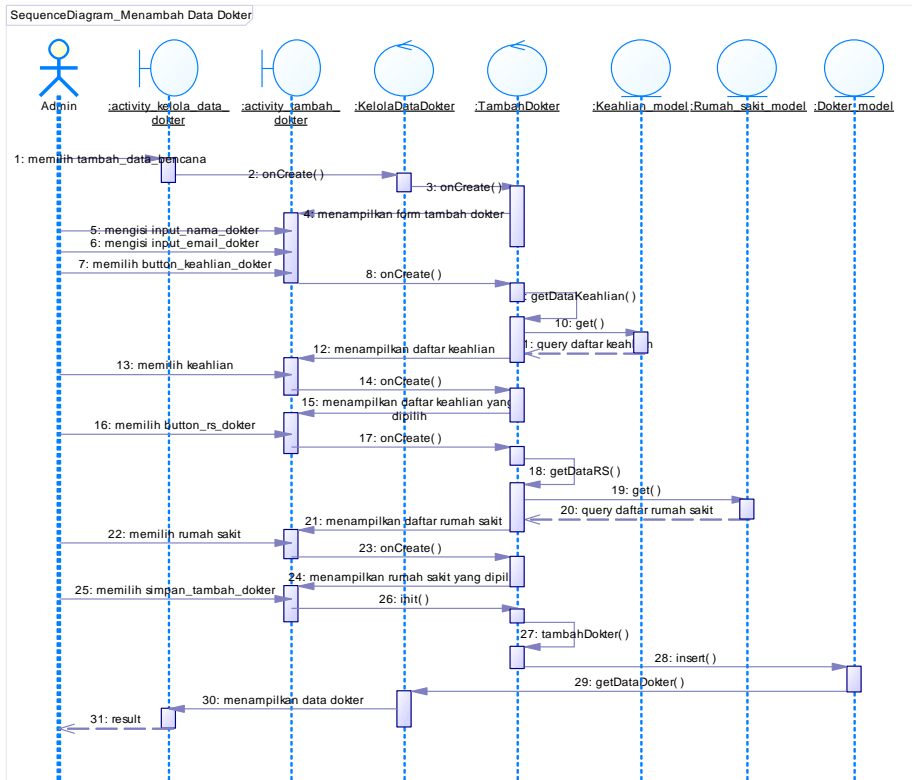 SequenceDiagram_Menambah Data Dokter
Admin
:activity_kelola_data_
dokter
:activity_tambah_
dokter
:KelolaDataDokter
:TambahDokter
:Keahlian_model
:Rumah_sakit_model
:Dokter_model
1: memilih tambah_data_bencana
2: onCreate()
3: onCreate()
4: menampilkan form tambah dokter
5: mengisi input_nama_dokter
6: mengisi input_email_dokter
7: memilih button_keahlian_dokter
8: onCreate()
: getDataKeahlian()
10: get()
1: query daftar keahlian
12: menampilkan daftar keahlian
13: memilih keahlian
14: onCreate()
15: menampilkan daftar keahlian yang
dipilih
16: memilih button_rs_dokter
17: onCreate()
18: getDataRS()
19: get()
20: query daftar rumah sakit
21: menampilkan daftar rumah sakit
22: memilih rumah sakit
23: onCreate()
24: menampilkan rumah sakit yang dipil
25: memilih simpan_tambah_dokter
26: init()
27: tambahDokter()
28: insert()
29: getDataDokter()
30: menampilkan data dokter
31: result